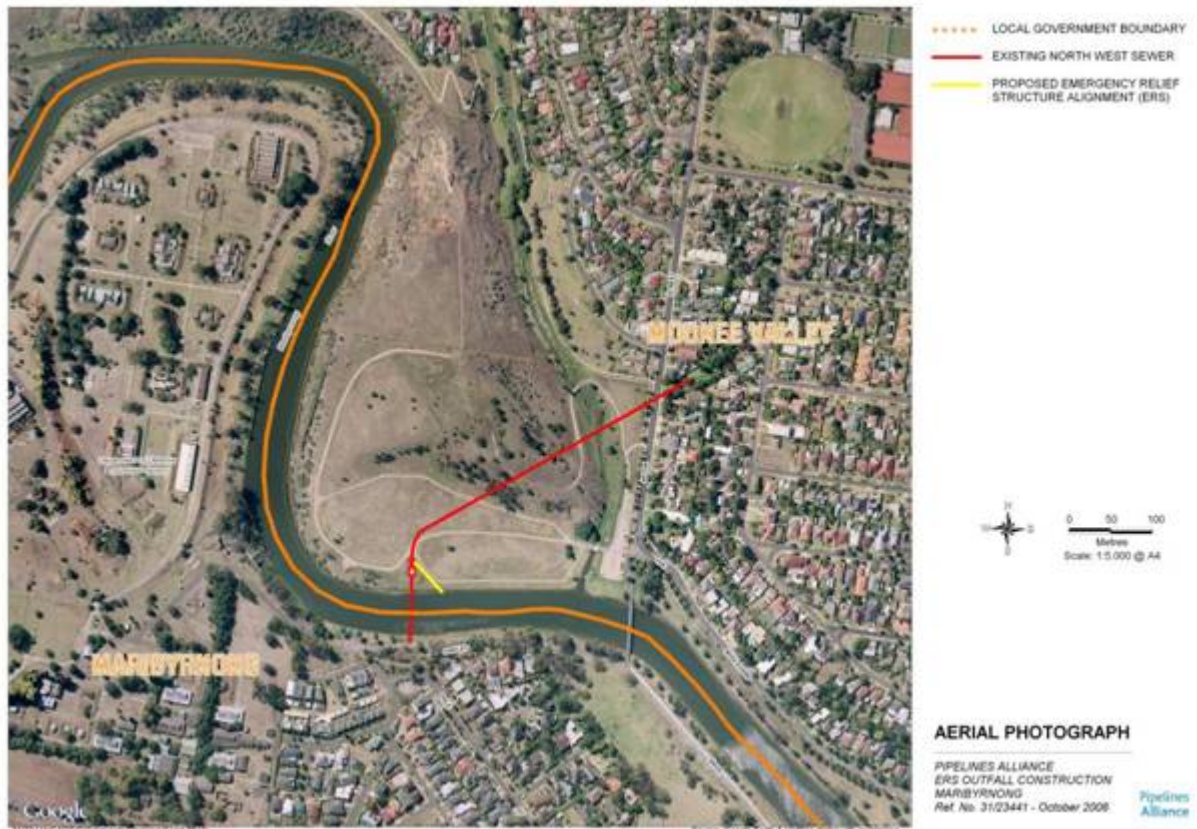 LOCAL GOVERNMENT BOUNDARY
EXISTING NORTH WEST SEWER
PROPOSED EMERGENCY RELIEF
STRUCTURE ALIGNMENT (ERS)
MOONEE VALLEY
MARIBYRNONG
Google
0 50 100
Metres
Scale: 1:5,000 @ A4
AERIAL PHOTOGRAPH
PIPELINES ALLIANCE
ERS OUTFALL CONSTRUCTION
MARIBYRNONG
Ref. No. 31/23441 - October 2006
Pipelines
Alliance